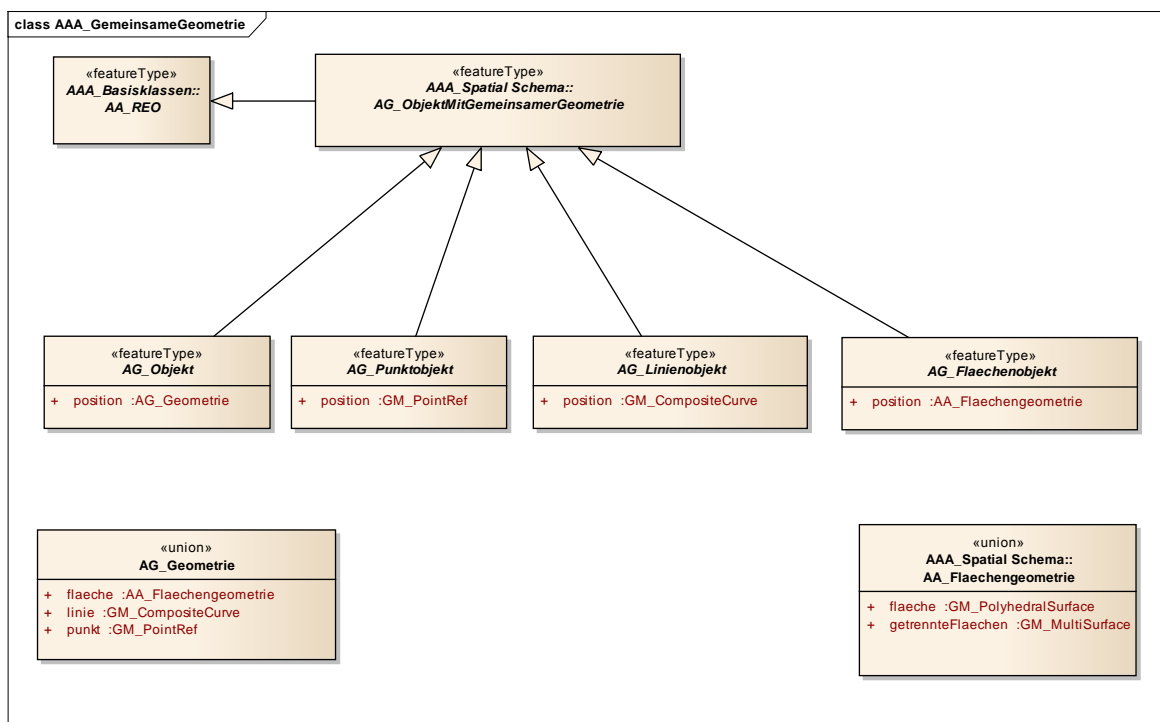 class AAA_GemeinsameGeometrie
«featureType»
AAA_Basisklassen::
AA_REO
«featureType»
AAA_Spatial Schema::
AG_ObjektMitGemeinsamerGeometrie
«featureType»
AG_Objekt
+ position :AG_Geometrie
«featureType»
AG_Punktobjekt
+ position :GM_PointRef
«featureType»
AG_Linienobjekt
+ position :GM_CompositeCurve
«featureType»
AG_Flaechenobjekt
+ position :AA_Flaechengeometrie
«union»
AG_Geometrie
+ flaeche :AA_Flaechengeometrie
+ linie :GM_CompositeCurve
+ punkt :GM_PointRef
«union»
AAA_Spatial Schema::
AA_Flaechengeometrie
+ flaeche :GM_PolyhedralSurface
+ getrennteFlaechen :GM_MultiSurface